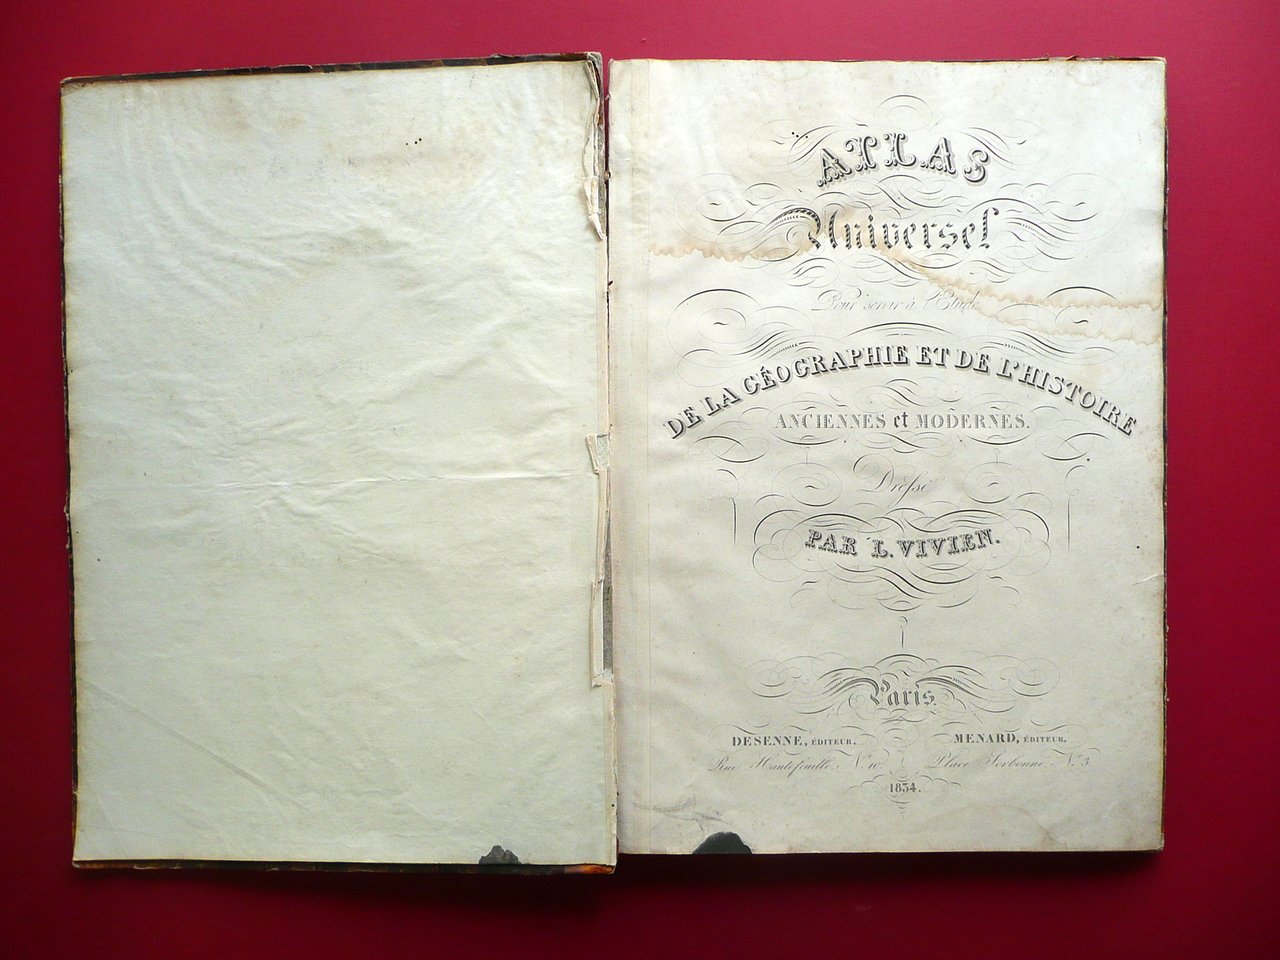 ATLAS
Universel
Pour servir à l'Etude
DE LA GÉOGRAPHIE ET DE L'HISTOIRE
ANCIENNES et MODERNES.
Dressé
PAR L. VIVIEN.
Paris.
DESENNE, ÉDITEUR,
Rue Hautefeuille, N.º 10.
MENARD, ÉDITEUR,
Place Sorbonne N.º 3
1834.